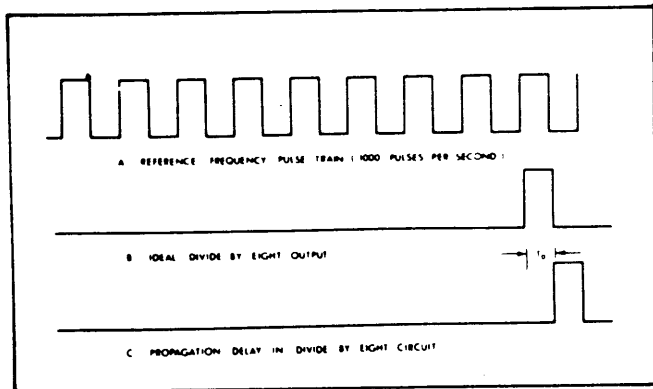 A REFERENCE FREQUENCY PULSE TRAIN (1000 PULSES PER SECOND)
B IDEAL DIVIDE BY EIGHT OUTPUT
C PROPAGATION DELAY IN DIVIDE BY EIGHT CIRCUIT